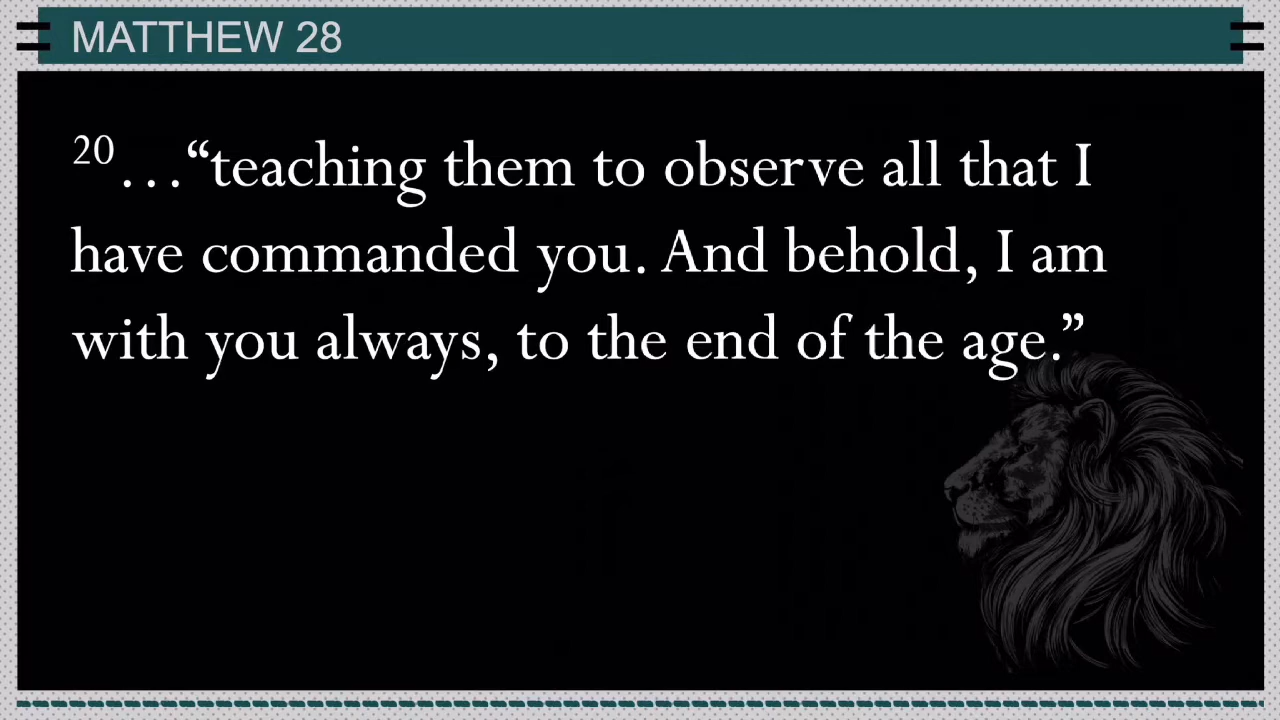 MATTHEW 28
20…“teaching them to observe all that I
have commanded you. And behold, I am
with you always, to the end of the age.”